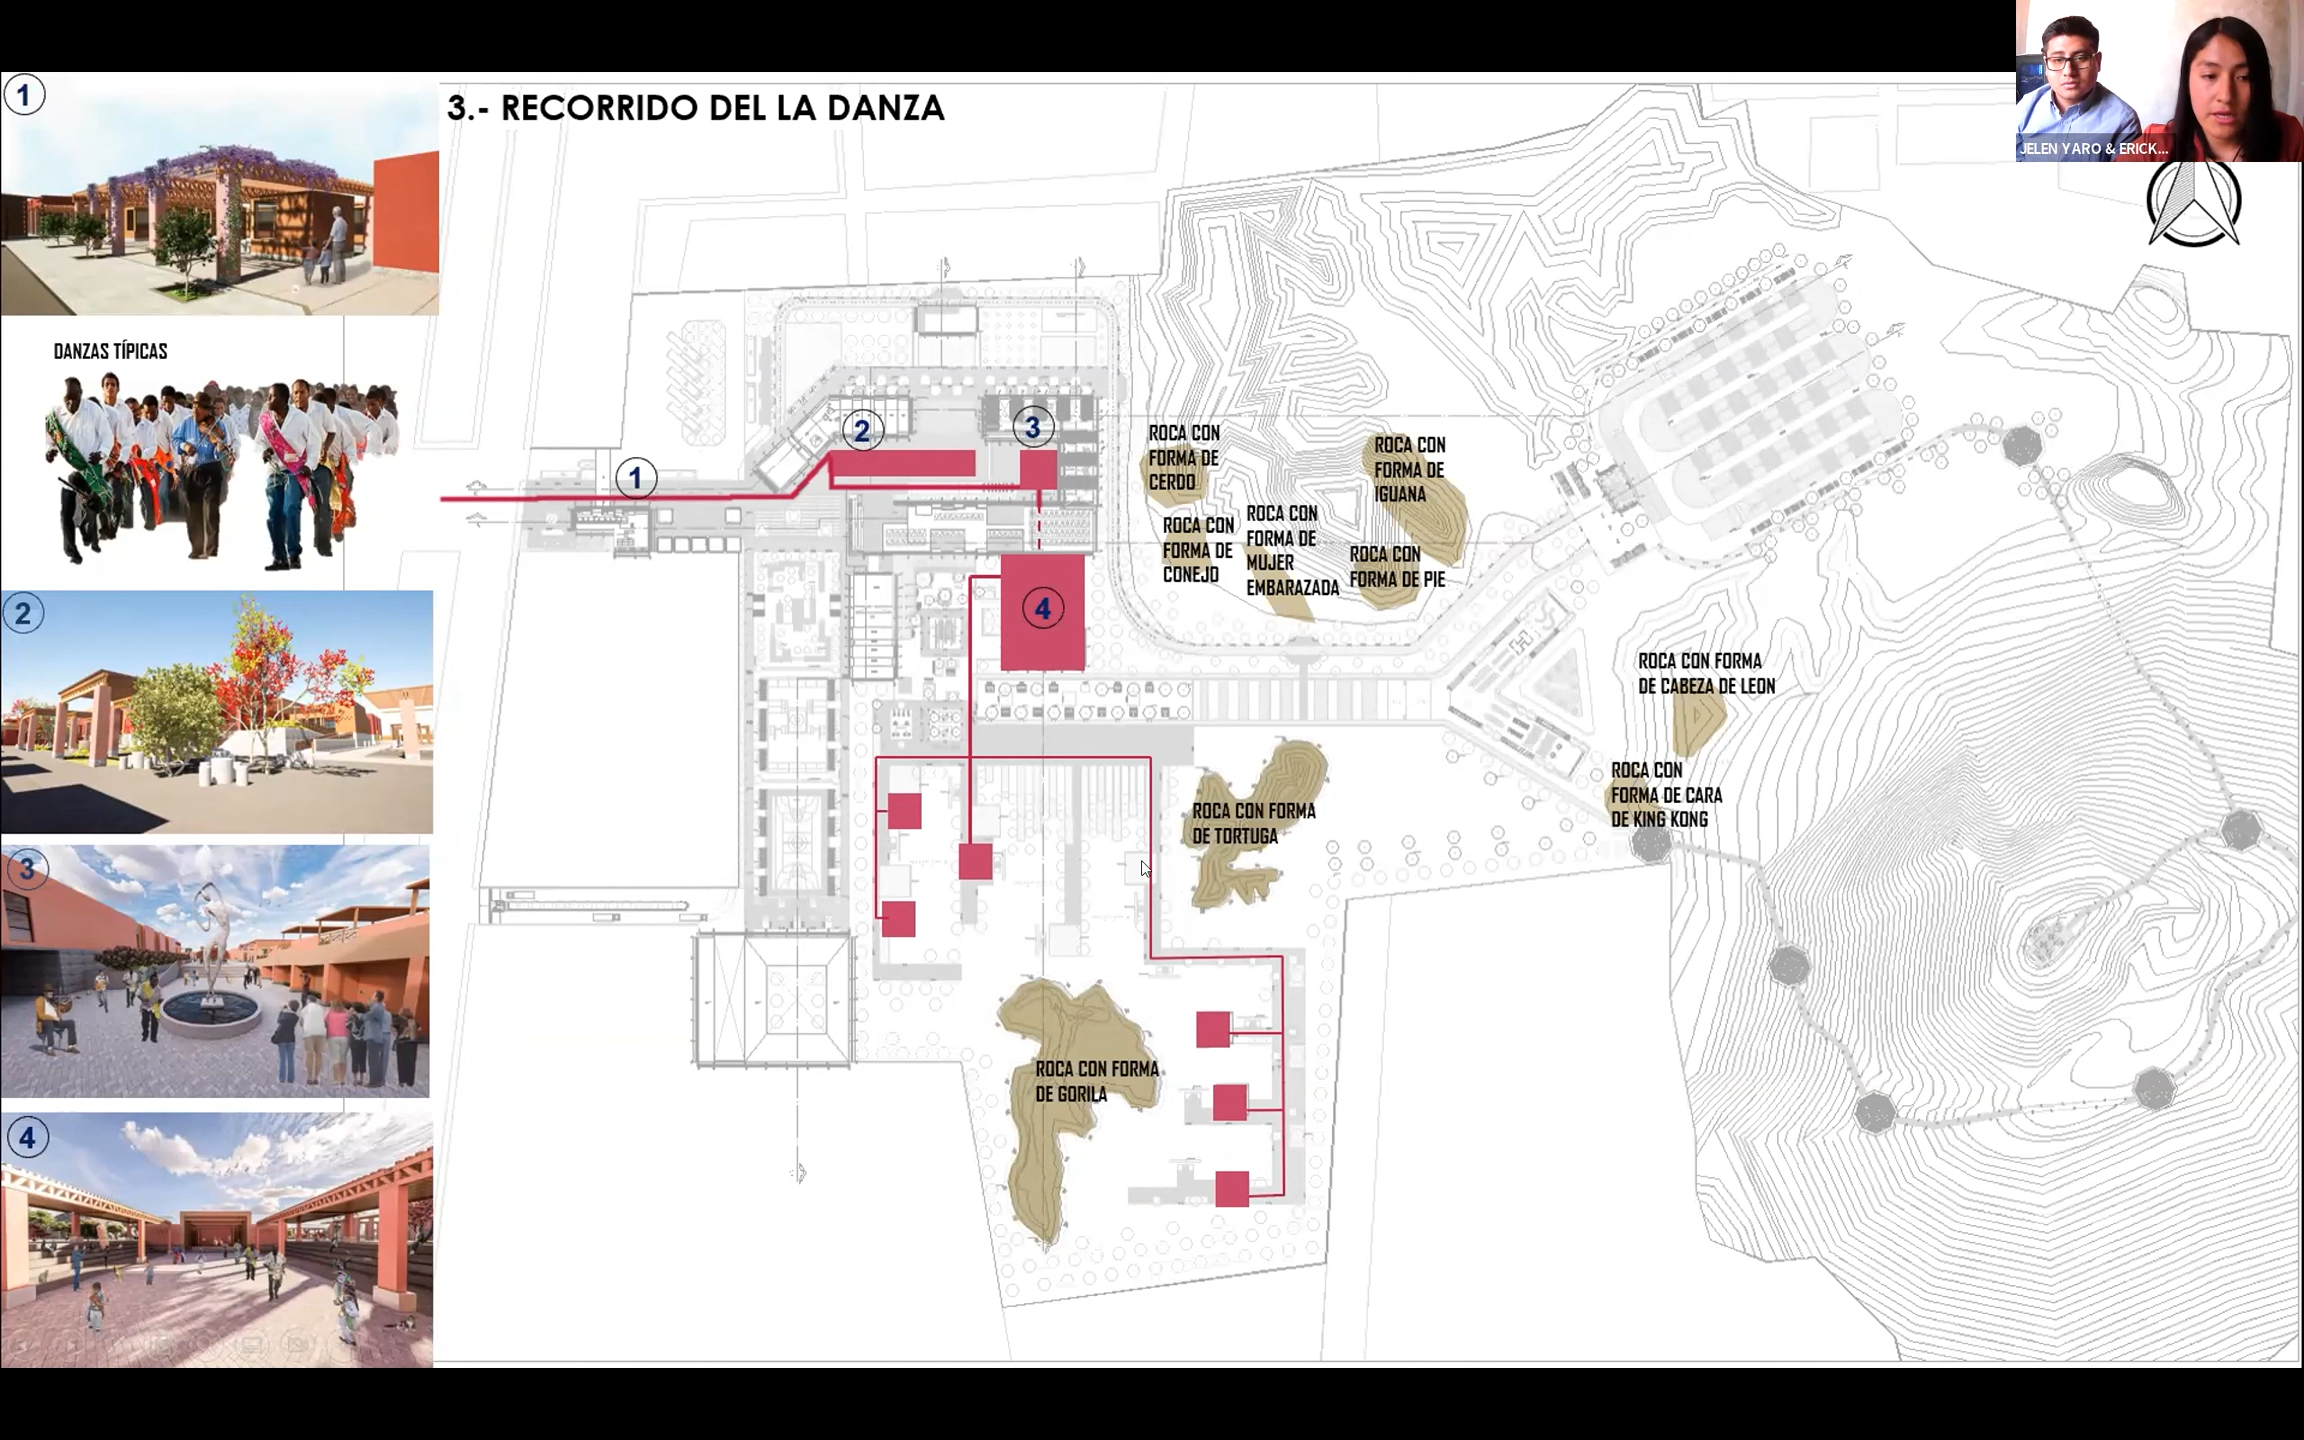 JELEN YARO & ERICK...
1
3.- RECORRIDO DEL LA DANZA
DANZAS TÍPICAS
2
3
4
1
2
3
4
ROCA CON
FORMA DE
CERDO
ROCA CON
FORMA DE
IGUANA
ROCA CON
FORMA DE
CONEJO
ROCA CON
FORMA DE
MUJER
EMBARAZADA
ROCA CON
FORMA DE PIE
ROCA CON FORMA
DE CABEZA DE LEON
ROCA CON
FORMA DE CARA
DE KING KONG
ROCA CON FORMA
DE TORTUGA
ROCA CON FORMA
DE GORILA